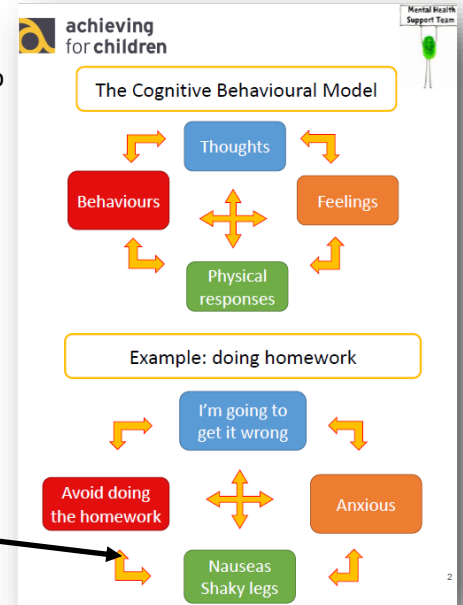 achieving
for children
Mental Health
Support Team
The Cognitive Behavioural Model
Thoughts
Behaviours
Feelings
Physical
responses
Example: doing homework
I'm going to
get it wrong
Avoid doing
the homework
Anxious
Nauseas
Shaky legs
2